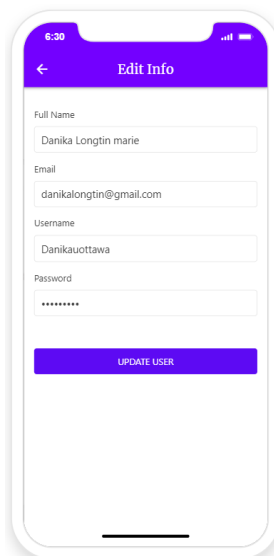 6:30
Edit Info
Full Name
Danika Longtin marie
Email
danikalongtin@gmail.com
Username
Danikauottawa
Password
•••••••••
UPDATE USER